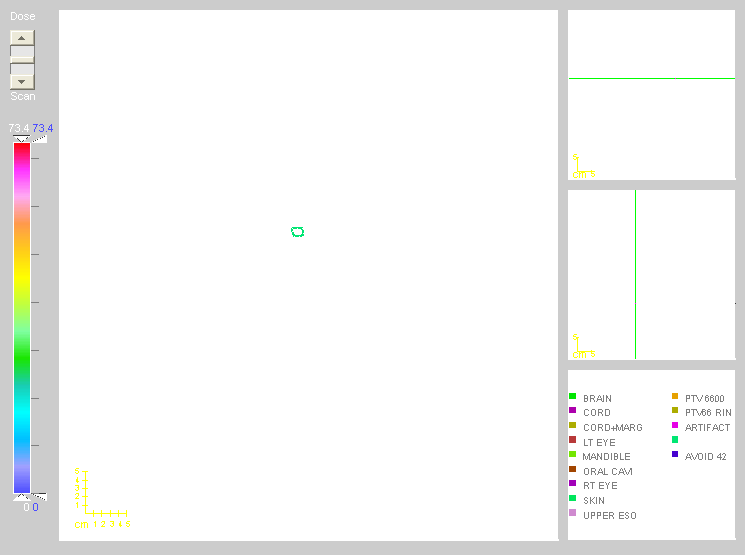 Dose
Scan
73.4 73.4
0 0
5
4
3
2
1
cm 1 2 3 4 5
5
cm 5
5
cm 5
BRAIN
CORD
CORD+MARG
LT EYE
MANDIBLE
ORAL CAVI
RT EYE
SKIN
UPPER ESO
PTV6600
PTV66 RIN
ARTIFACT
AVOID 42